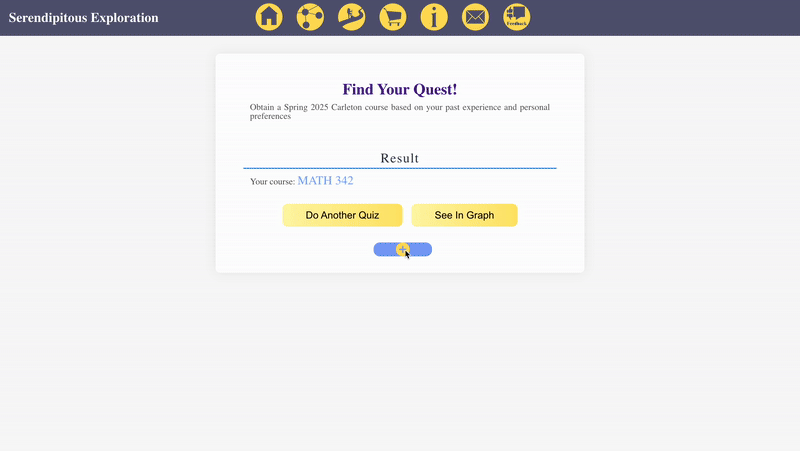 Serendipitous Exploration
Feedback
Find Your Quest!
Obtain a Spring 2025 Carleton course based on your past experience and personal
preferences
Result
Your course: MATH 342
Do Another Quiz
See In Graph
+